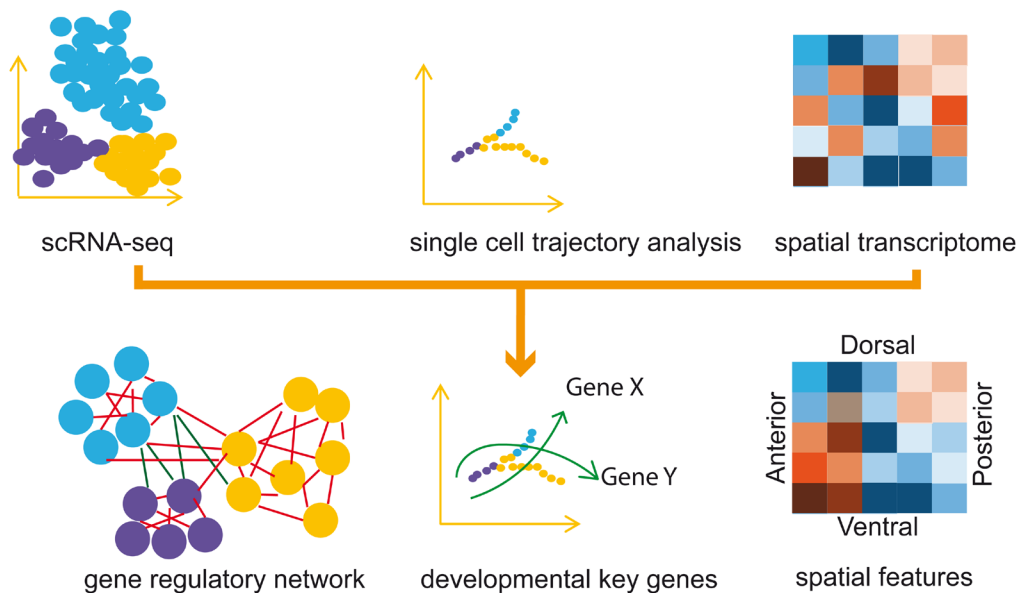 scRNA-seq
single cell trajectory analysis
spatial transcriptome
Dorsal
Gene X
Anterior
Posterior
Gene Y
Ventral
gene regulatory network
developmental key genes
spatial features